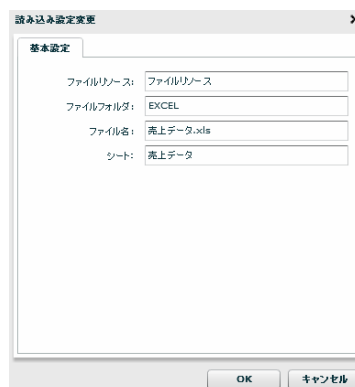 読み込み設定変更
基本設定
ファイルリソース: ファイルリソース
ファイルフォルダ: EXCEL
ファイル名: 売上データ.xls
シート: 売上データ
OK キャンセル